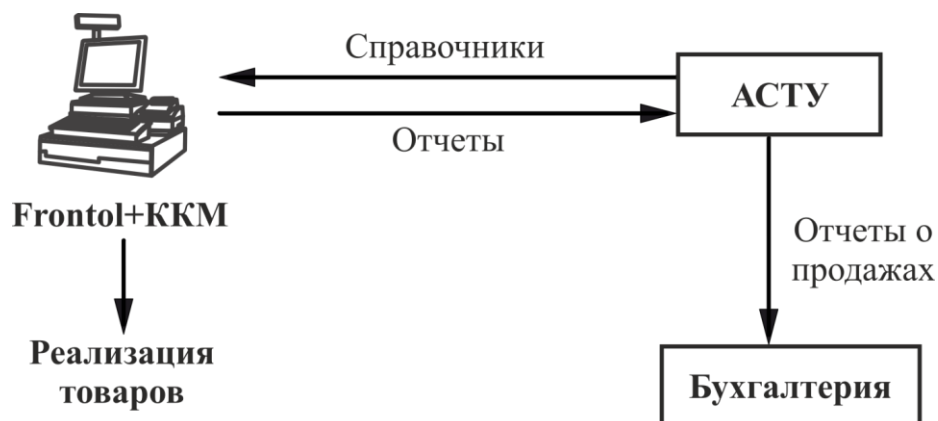 Справочники
АСТУ
Отчеты
Frontol+ККМ
Отчеты о
продажах
Реализация
товаров
Бухгалтерия